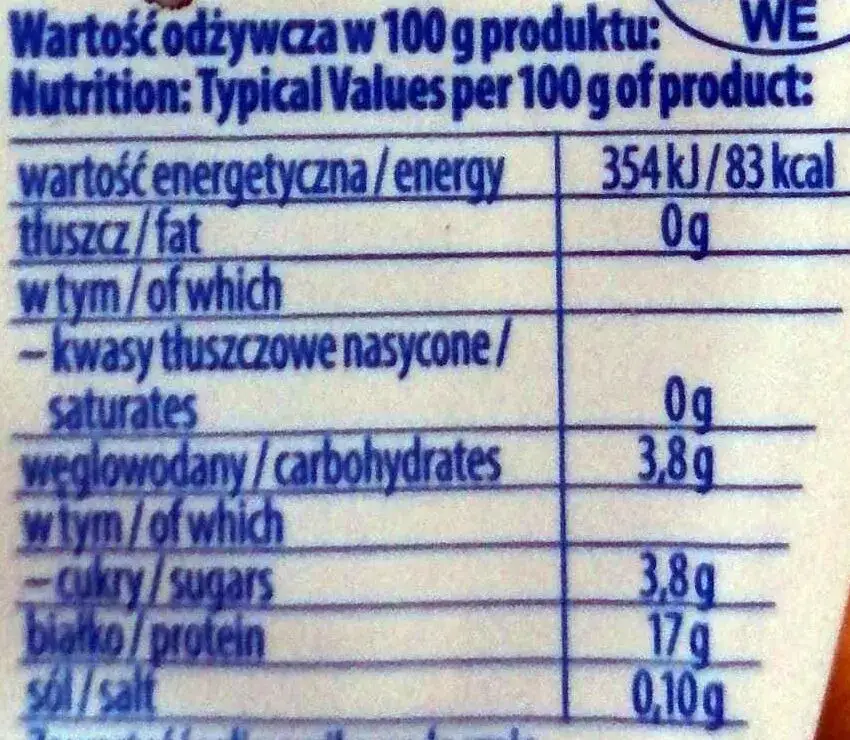 WE
Wartość odżywcza w 100 g produktu:
Nutrition: Typical Values per 100 g of product:
wartość energetyczna / energy 354 kJ / 83 kcal
tłuszcz / fat 0 g
w tym / of which
– kwasy tłuszczowe nasycone /
saturates 0 g
węglowodany / carbohydrates 3,8 g
w tym / of which
– cukry / sugars 3,8 g
białko / protein 17 g
sól / salt 0,10 g